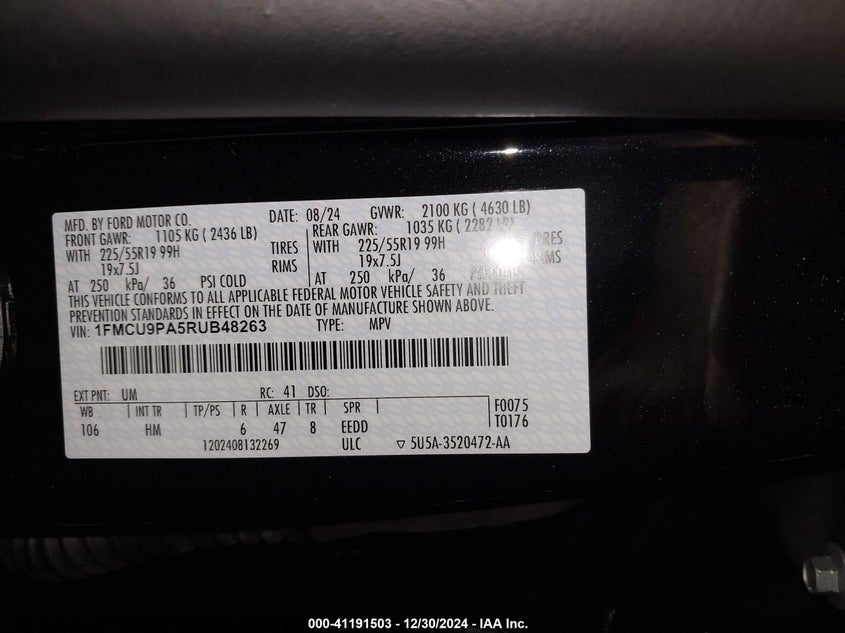 MFD. BY FORD MOTOR CO. DATE: 08/24 GVWR: 2100 KG ( 4630 LB)
FRONT GAWR: 1105 KG ( 2436 LB) REAR GAWR: 1035 KG ( 2282 LB)
WITH 225/55R19 99H TIRES WITH 225/55R19 99H TIRES
19x7.5J RIMS 19x7.5J RIMS
AT 250 kPa/ 36 PSI COLD AT 250 kPa/ 36 PSI COLD
THIS VEHICLE CONFORMS TO ALL APPLICABLE FEDERAL MOTOR VEHICLE SAFETY AND THEFT
PREVENTION STANDARDS IN EFFECT ON THE DATE OF MANUFACTURE SHOWN ABOVE.
VIN: 1FMCU9PA5RUB48263 TYPE: MPV
EXT PNT: UM RC: 41 DSO:
WB INT TR TP/PS R AXLE TR SPR F0075
106 HM 6 47 8 EEDD T0176
1202408132269 ULC ▽ 5U5A-3520472-AA
000-41191503 - 12/30/2024 - IAA Inc.